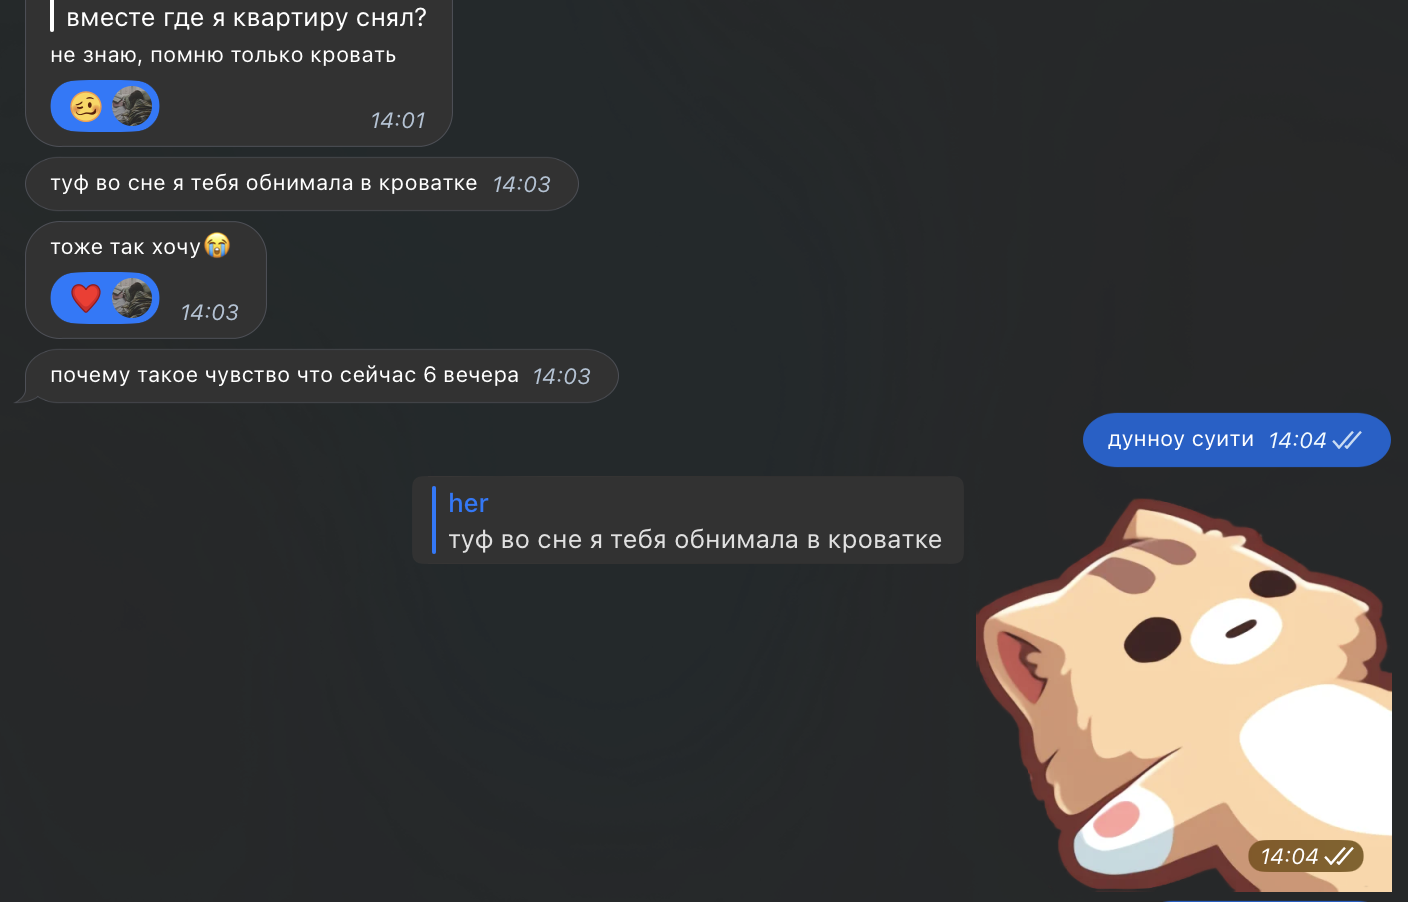 вместе где я квартиру снял?
не знаю, помню только кровать
🥴
14:01
туф во сне я тебя обнимала в кроватке 14:03
тоже так хочу😭
❤️ 14:03
почему такое чувство что сейчас 6 вечера 14:03
дунноу суити 14:04
her
туф во сне я тебя обнимала в кроватке
14:04